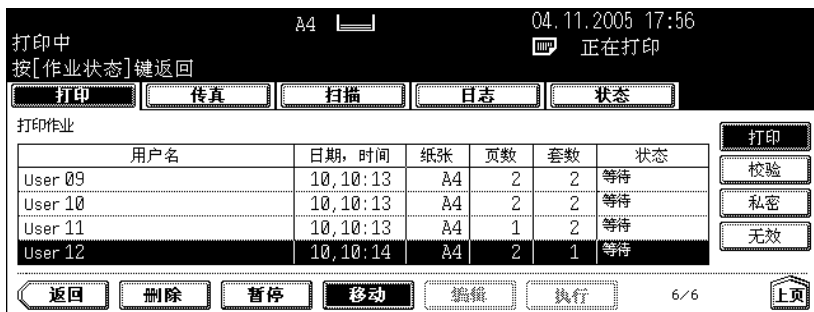 A4 04.11.2005 17:56
打印中 正在打印
按[作业状态]键返回
打印 传真 扫描 日志 状态
打印作业 打印
用户名 日期，时间 纸张 页数 套数 状态
User 09 10,10:13 A4 2 2 等待
校验
User 10 10,10:13 A4 2 2 等待
私密
User 11 10,10:13 A4 1 2 等待
无效
User 12 10,10:14 A4 2 1 等待
返回 删除 暂停 移动 编辑 执行 6/6 上页